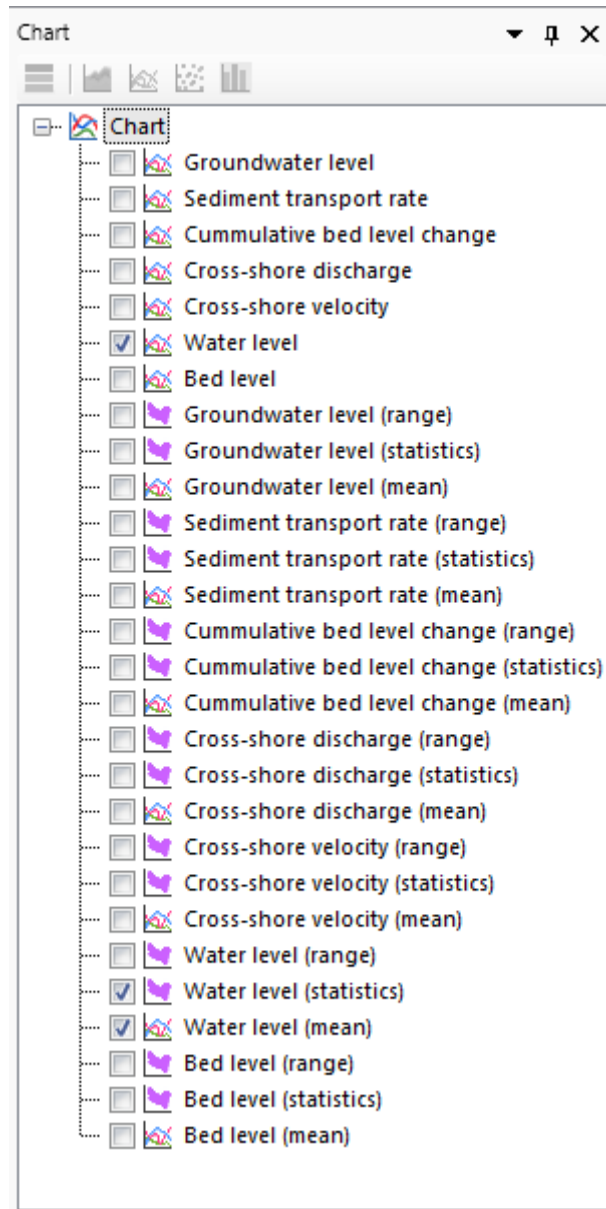 Chart
Chart
Groundwater level
Sediment transport rate
Cummulative bed level change
Cross-shore discharge
Cross-shore velocity
Water level
Bed level
Groundwater level (range)
Groundwater level (statistics)
Groundwater level (mean)
Sediment transport rate (range)
Sediment transport rate (statistics)
Sediment transport rate (mean)
Cummulative bed level change (range)
Cummulative bed level change (statistics)
Cummulative bed level change (mean)
Cross-shore discharge (range)
Cross-shore discharge (statistics)
Cross-shore discharge (mean)
Cross-shore velocity (range)
Cross-shore velocity (statistics)
Cross-shore velocity (mean)
Water level (range)
Water level (statistics)
Water level (mean)
Bed level (range)
Bed level (statistics)
Bed level (mean)